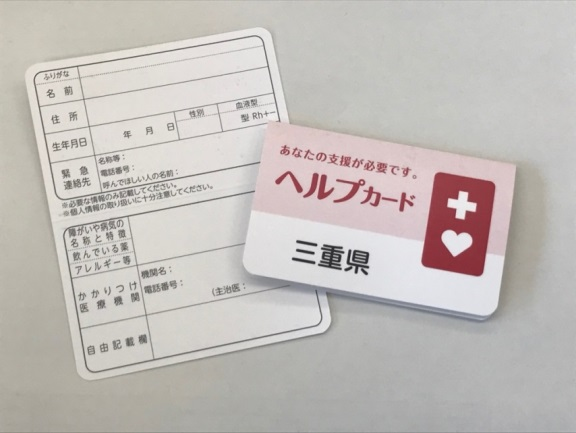 ふりがな
名前
住所
生年月日 年 月 日 性別 血液型 型 Rh+−
緊急連絡先
名称等：
電話番号：
呼んでほしい人の名前：
※必要な情報のみ記載してください。
※個人情報の取り扱いに十分注意してください。
障がいや病気の
名称と特徴
飲んでいる薬
アレルギー等
かかりつけ
医療機関
機関名：
電話番号： （主治医：
自由記載欄
あなたの支援が必要です。
ヘルプカード
三重県